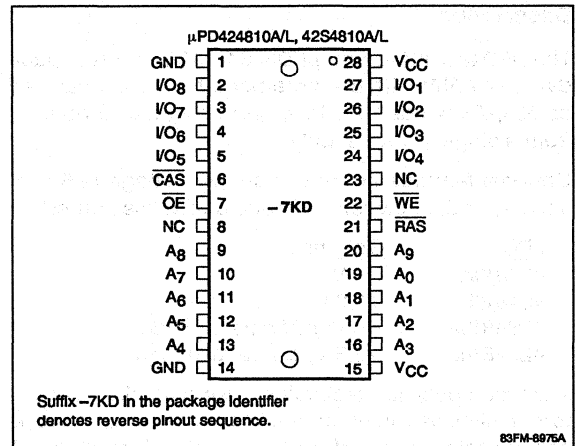 μPD424810A/L, 42S4810A/L
GND 1 28 VCC
I/O8 2 27 I/O1
I/O7 3 26 I/O2
I/O6 4 25 I/O3
I/O5 5 24 I/O4
CAS 6 23 NC
OE 7 –7KD 22 WE
NC 8 21 RAS
A8 9 20 A9
A7 10 19 A0
A6 11 18 A1
A5 12 17 A2
A4 13 16 A3
GND 14 15 VCC
Suffix –7KD in the package identifier
denotes reverse pinout sequence.
83FM-8975A